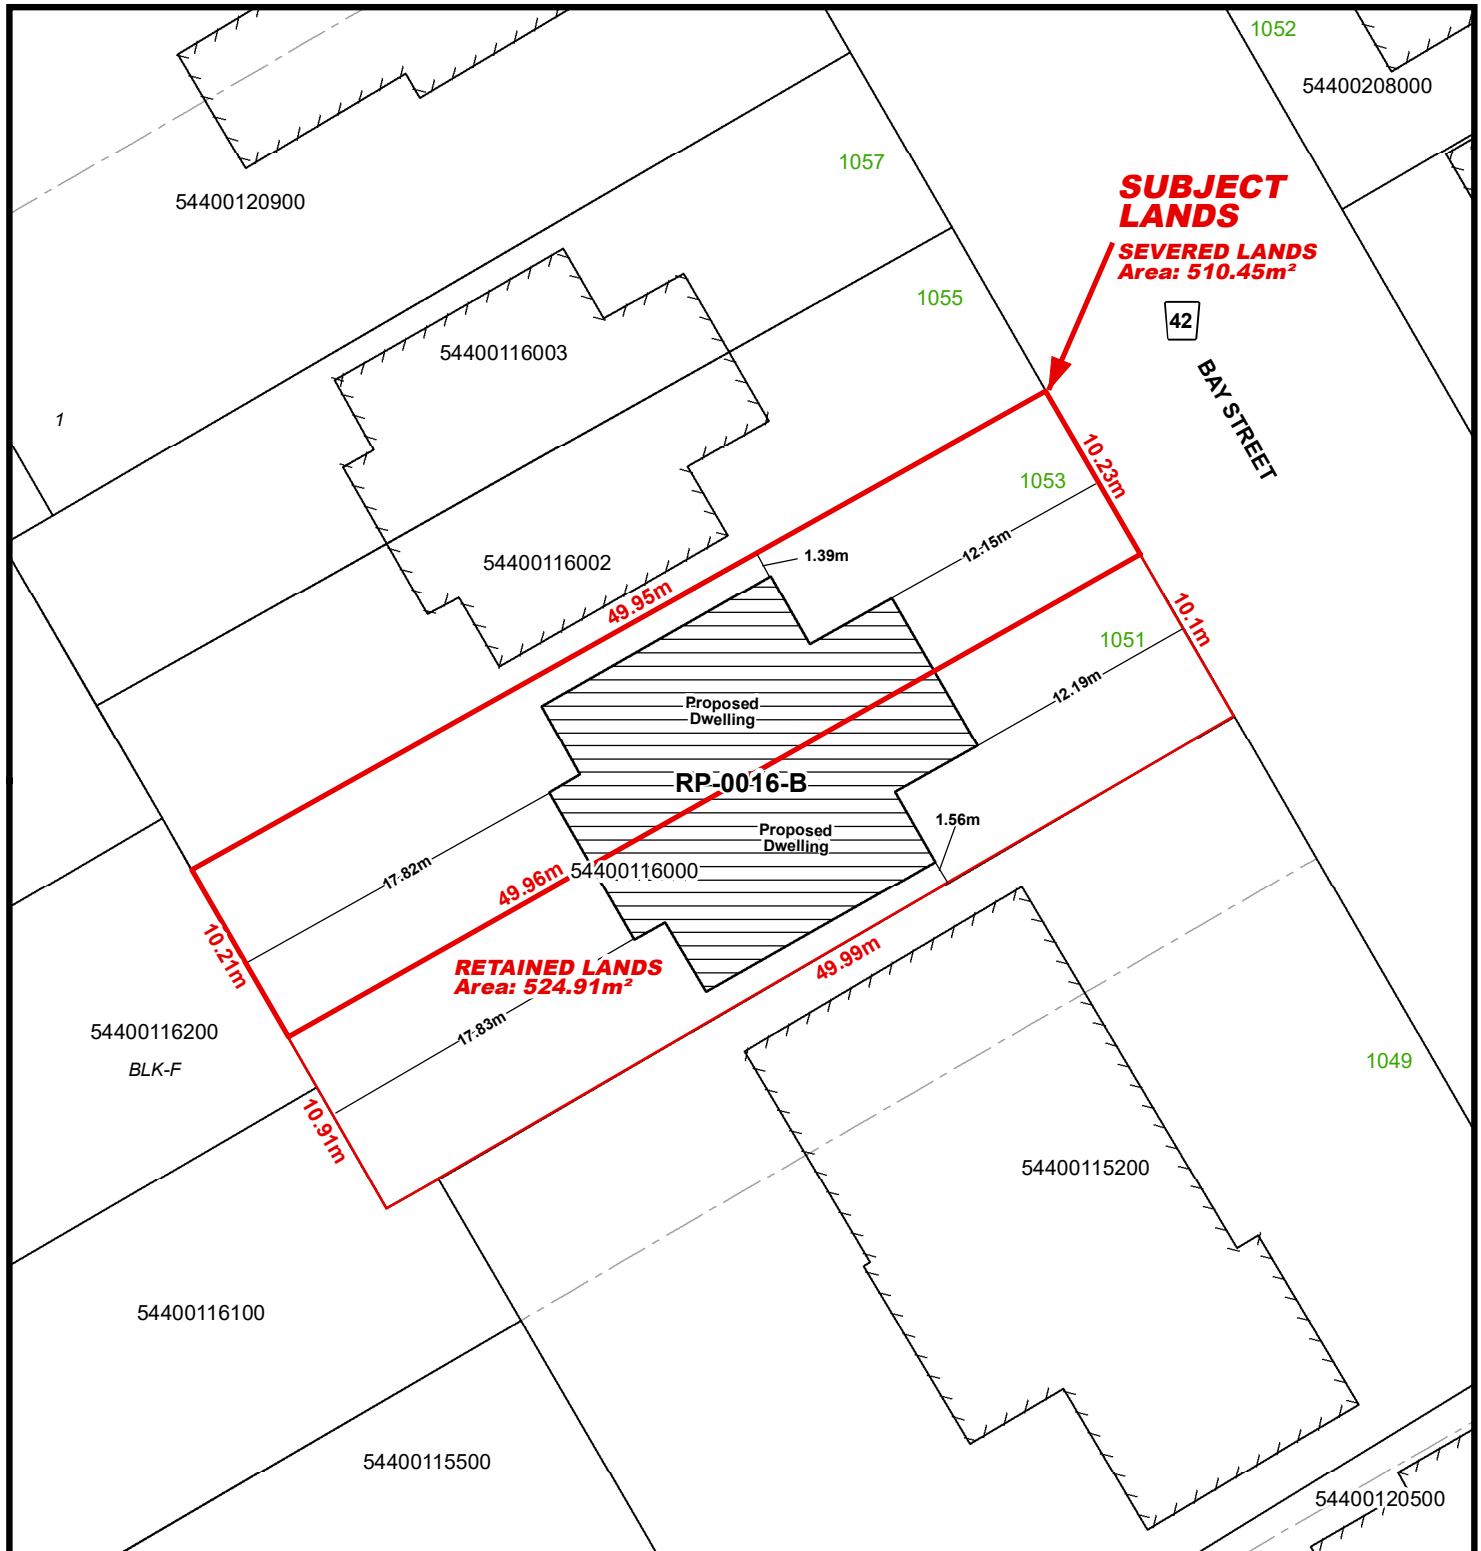 1052
54400208000
1057
SUBJECT
LANDS
54400120900
SEVERED LANDS
Area: 510.45m²
1055
42
54400116003
BAY STREET
1
10.23m
1053
12.15m
1.39m
54400116002
49.95m
10.1m
1051
12.19m
Proposed
Dwelling
RP-0016-B
1.56m
Proposed
Dwelling
17.82m
49.96m
54400116000
10.21m
49.99m
RETAINED LANDS
Area: 524.91m²
17.83m
54400116200
BLK-F
1049
10.91m
54400115200
54400116100
54400115500
54400120500